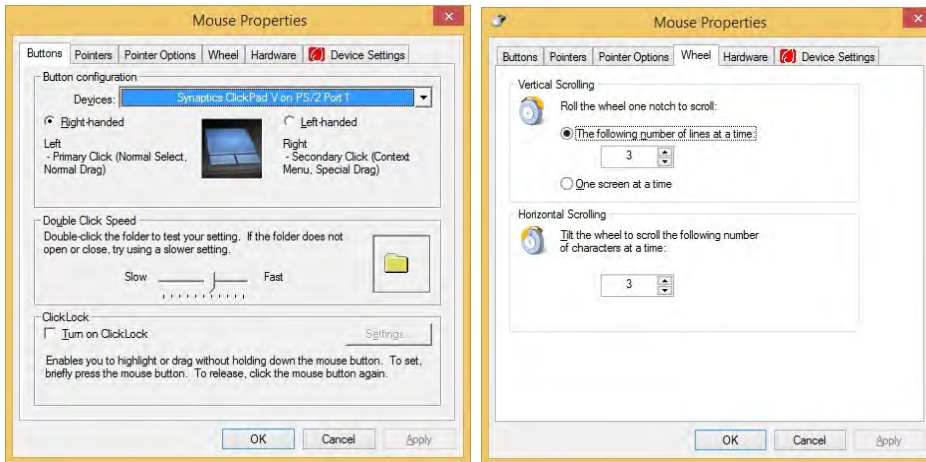 Mouse Properties
Buttons Pointers Pointer Options Wheel Hardware Device Settings
Button configuration
Devices: Synaptics ClickPad V on PS/2 Port 1
Right-handed
Left-handed
Left
- Primary Click (Normal Select,
Normal Drag)
Right
- Secondary Click (Context
Menu, Special Drag)
Double Click Speed
Double-click the folder to test your setting. If the folder does not
open or close, try using a slower setting.
Slow Fast
ClickLock
Turn on ClickLock
Settings...
Enables you to highlight or drag without holding down the mouse button. To set,
briefly press the mouse button. To release, click the mouse button again.
OK Cancel Apply
Mouse Properties
Buttons Pointers Pointer Options Wheel Hardware Device Settings
Vertical Scrolling
Roll the wheel one notch to scroll:
The following number of lines at a time:
3
One screen at a time
Horizontal Scrolling
Tilt the wheel to scroll the following number
of characters at a time:
3
OK Cancel Apply